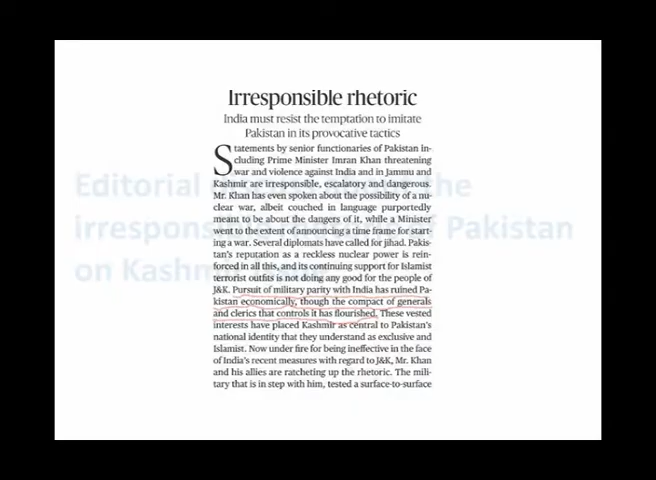 Irresponsible rhetoric
India must resist the temptation to imitate
Pakistan in its provocative tactics
Statements by senior functionaries of Pakistan in-
cluding Prime Minister Imran Khan threatening
war and violence against India and in Jammu and
Kashmir are irresponsible, escalatory and dangerous.
Mr. Khan has even spoken about the possibility of a nu-
clear war, albeit couched in language purportedly
meant to be about the dangers of it, while a Minister
went to the extent of announcing a time frame for start-
ing a war. Several diplomats have called for jihad. Pakis-
tan's reputation as a reckless nuclear power is rein-
forced in all this, and its continuing support for Islamist
terrorist outfits is not doing any good for the people of
J&K. Pursuit of military parity with India has ruined Pa-
kistan economically, though the compact of generals
and clerics that controls it has flourished. These vested
interests have placed Kashmir as central to Pakistan's
national identity that they understand as exclusive and
Islamist. Now under fire for being ineffective in the face
of India's recent measures with regard to J&K, Mr. Khan
and his allies are ratcheting up the rhetoric. The mili-
tary that is in step with him, tested a surface-to-surface
Editorial the
irrespons of Pakistan
on Kashm